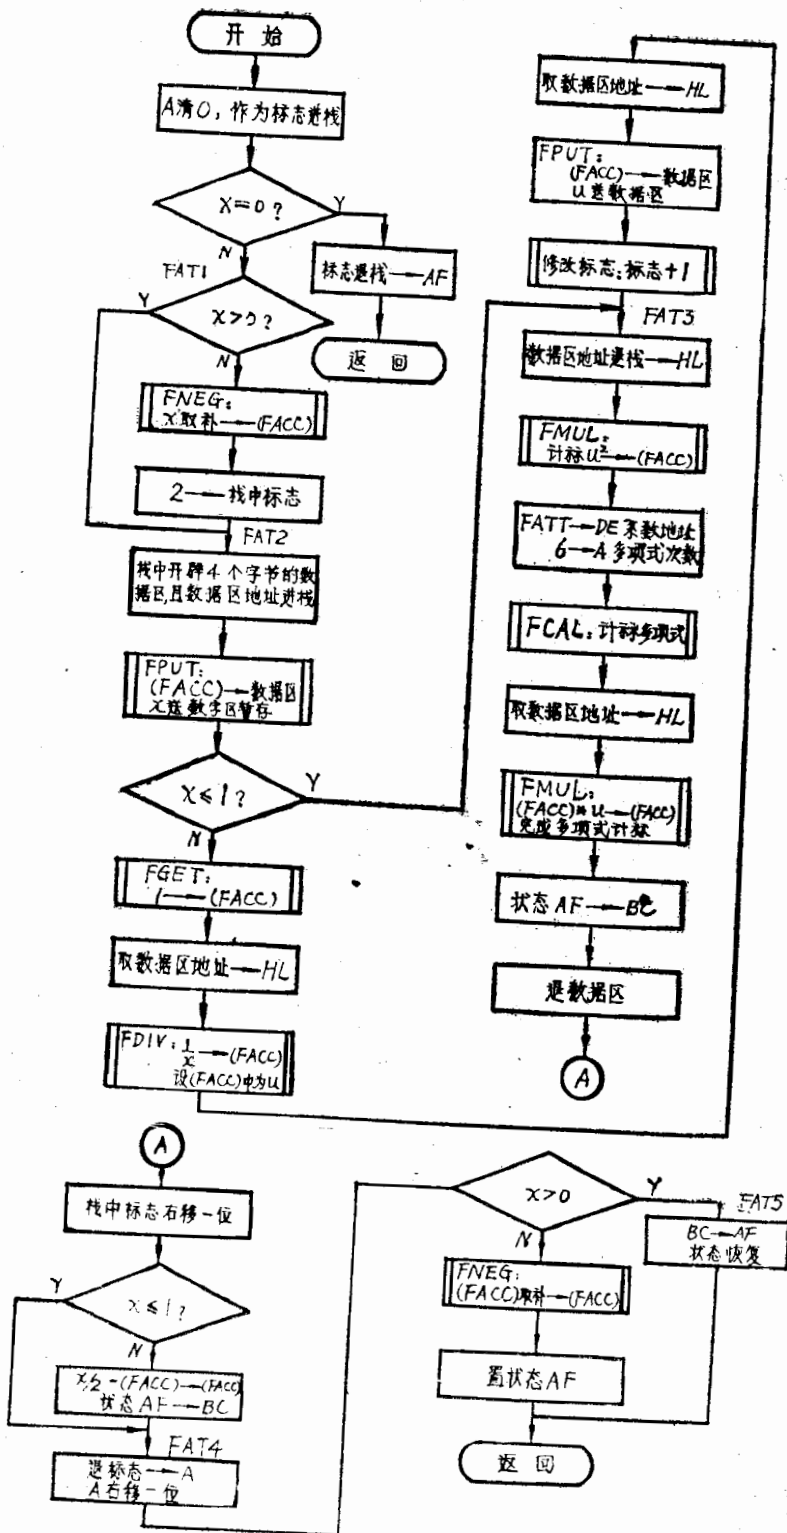 开始
A清0，作为标志进栈
X=0?
Y
N
标志退栈→AF
返回
FAT1
Y
x>0?
N
FNEG:
x取补→(FACC)
2→栈中标志
FAT2
栈中开辟4个字节的数
据区,且数据区地址进栈
FPUT:
(FACC)→数据区
X送数字区暂存
x≤1?
Y
N
FGET:
1→(FACC)
取数据区地址→HL
FDIV: 1/x→(FACC)
设(FACC)中为u
取数据区地址→HL
FPUT:
(FACC)→数据区
u送数据区
修改标志:标志+1
FAT3
数据区地址退栈→HL
FMUL:
计标u²→(FACC)
FATT→DE系数地址
6→A多项式次数
FCAL:计标多项式
取数据区地址→HL
FMUL:
(FACC)*u→(FACC)
完成多项式计标
状态AF→BC
退数据区
A
A
栈中标志右移一位
Y
x≤1?
N
-(FACC)→(FACC)
状态AF→BC
FAT4
退标志→A
A右移一位
x>0
Y
FAT5
N
BC→AF
状态恢复
FNEG:
(FACC)取补→(FACC)
置状态AF
返回